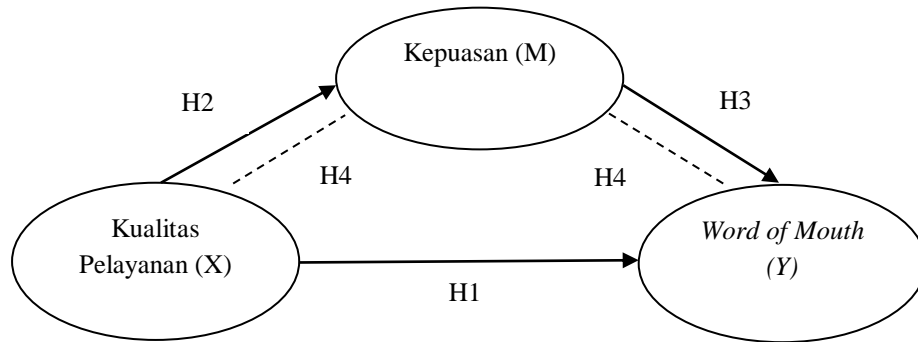 Kepuasan (M)
H2
H3
H4
H4
Kualitas
Pelayanan (X)
Word of Mouth
(Y)
H1